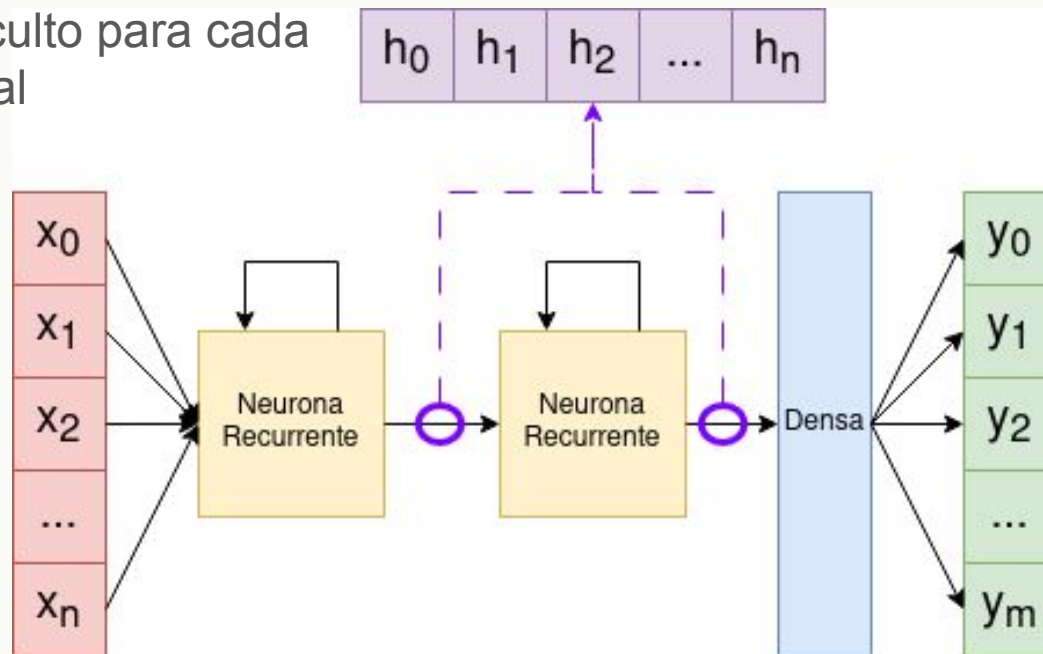 culto para cada
al
h0 h1 h2 ... hn
x0
x1
x2
...
xn
Neurona
Recurrente
Neurona
Recurrente
Densa
y0
y1
y2
...
ym